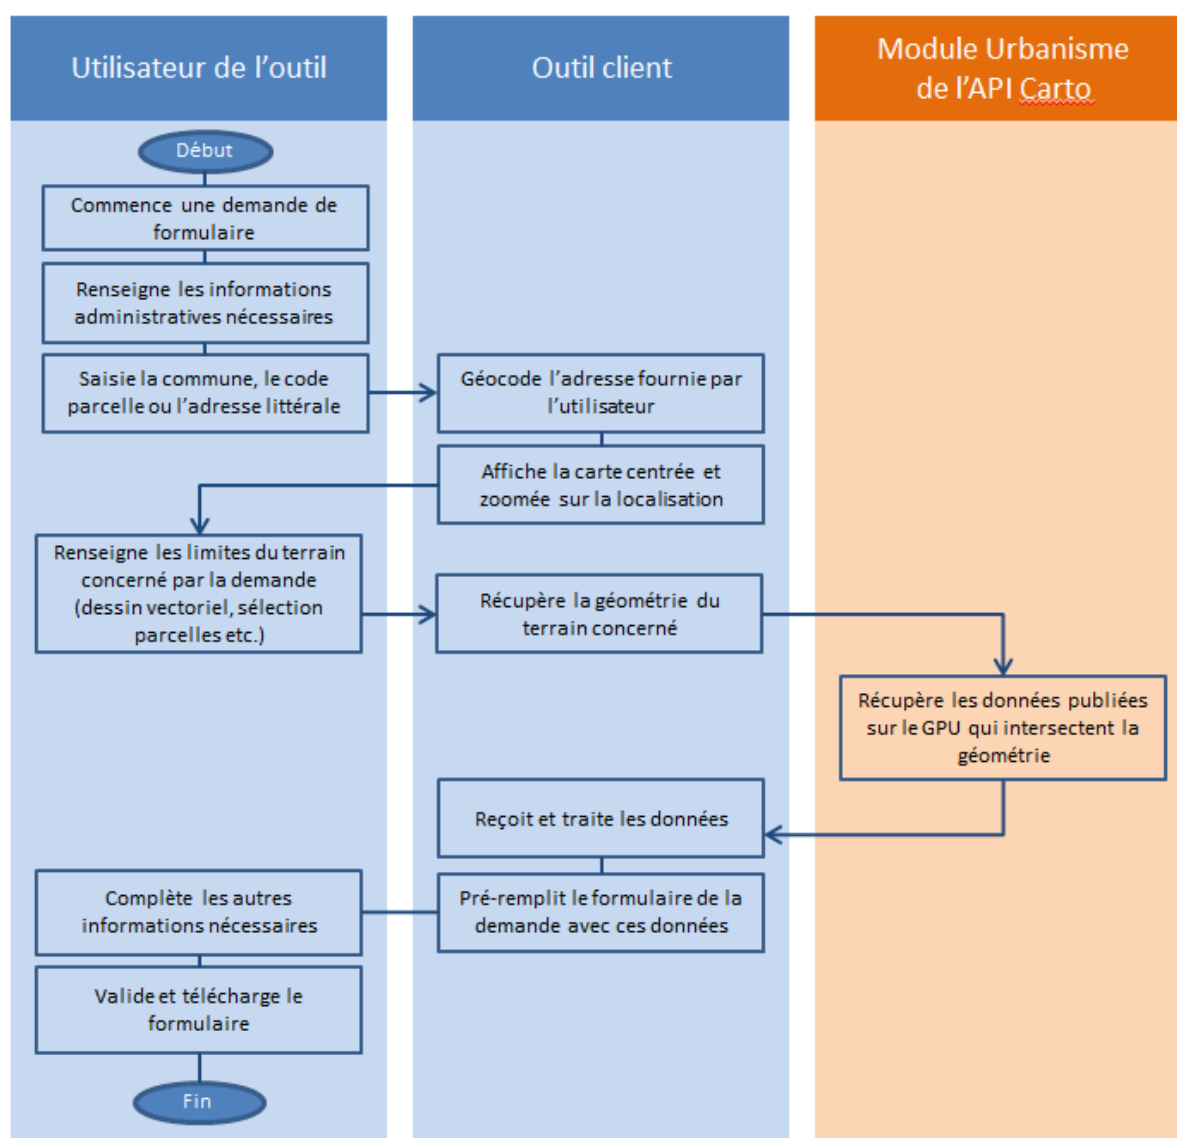 Utilisateur de l'outil
Outil client
Module Urbanisme
de l'API Carto
Début
Commence une demande de
formulaire
Renseigne les informations
administratives nécessaires
Saisie la commune, le code
parcelle ou l'adresse littérale
Géocode l'adresse fournie par
l'utilisateur
Affiche la carte centrée et
zoomée sur la localisation
Renseigne les limites du terrain
concerné par la demande
(dessin vectoriel, sélection
parcelles etc.)
Récupère la géométrie du
terrain concerné
Récupère les données publiées
sur le GPU qui intersectent la
géométrie
Reçoit et traite les données
Pré-remplit le formulaire de la
demande avec ces données
Complète les autres
informations nécessaires
Valide et télécharge le
formulaire
Fin